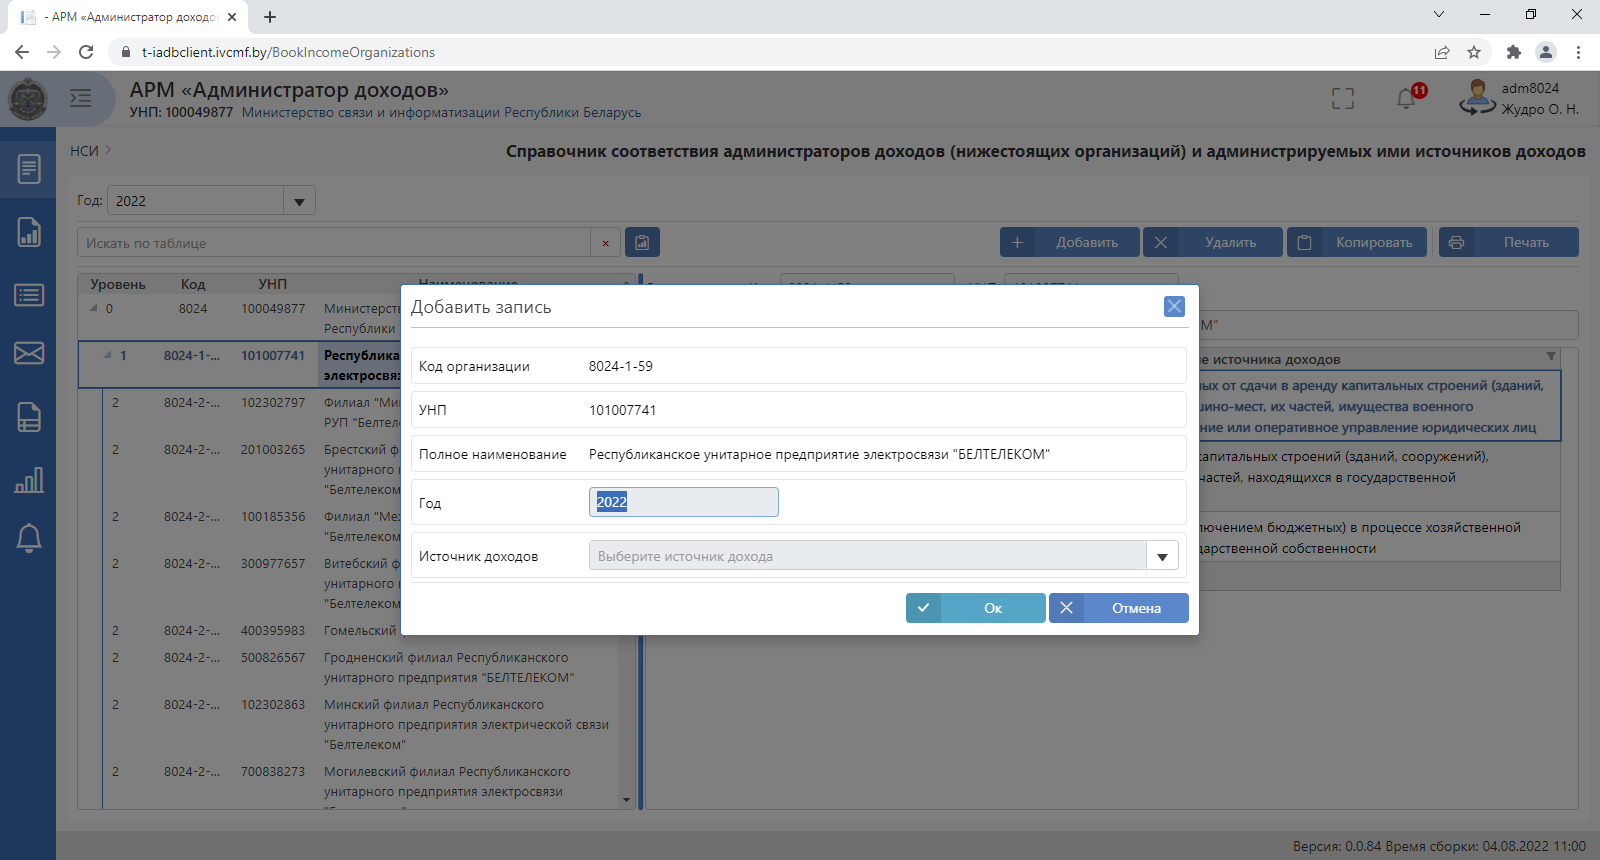 - АРМ «Администратор доходо
t-iadbclient.ivcmf.by/BookIncomeOrganizations
АРМ «Администратор доходов»
УНП: 100049877 Министерство связи и информатизации Республики Беларусь
11
adm8024
Жудро О. Н.
НСИ
Справочник соответствия администраторов доходов (нижестоящих организаций) и администрируемых ими источников доходов
Год: 2022
Искать по таблице
Добавить
Удалить
Копировать
Печать
Уровень Код УНП Наименование
0 8024 100049877 Министерст
Республики
1 8024-1-... 101007741 Республика
электросвяз
2 8024-2-... 102302797 Филиал "Ми
РУП "Белтел
2 8024-2-... 201003265 Брестский ф
унитарного
"Белтелеком
2 8024-2-... 100185356 Филиал "Ме
"Белтелеком
2 8024-2-... 300977657 Витебский ф
унитарного
"Белтелеком
2 8024-2-... 400395983 Гомельский
2 8024-2-... 500826567 Гродненский филиал Республиканского
унитарного предприятия "БЕЛТЕЛЕКОМ"
2 8024-2-... 102302863 Минский филиал Республиканского
унитарного предприятия электрической связи
"Белтелеком"
2 8024-2-... 700838273 Могилевский филиал Республиканского
унитарного предприятия электросвязи
М"
е источника доходов
ых от сдачи в аренду капитальных строений (зданий,
шино-мест, их частей, имущества военного
ние или оперативное управление юридических лиц
капитальных строений (зданий, сооружений),
частей, находящихся в государственной
лючением бюджетных) в процессе хозяйственной
дарственной собственности
Добавить запись
Код организации 8024-1-59
УНП 101007741
Полное наименование Республиканское унитарное предприятие электросвязи "БЕЛТЕЛЕКОМ"
Год 2022
Источник доходов Выберите источник дохода
Ок
Отмена
Версия: 0.0.84 Время сборки: 04.08.2022 11:00